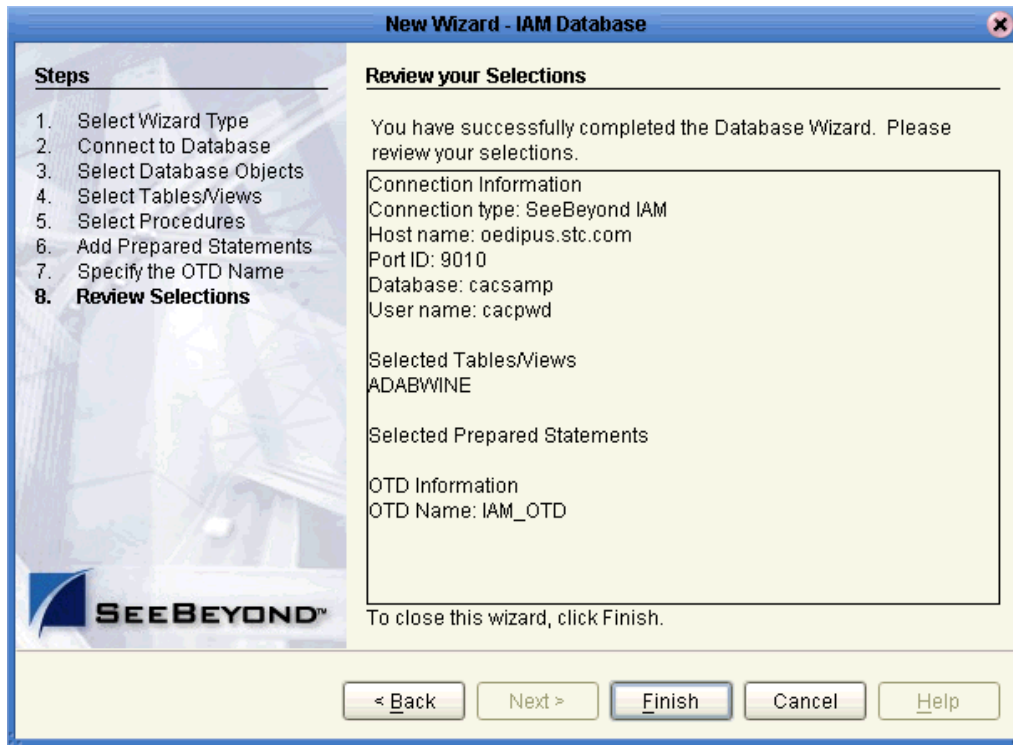 New Wizard - IAM Database
Steps
1. Select Wizard Type
2. Connect to Database
3. Select Database Objects
4. Select Tables/Views
5. Select Procedures
6. Add Prepared Statements
7. Specify the OTD Name
8. Review Selections
SEEBEYOND™
Review your Selections
You have successfully completed the Database Wizard. Please
review your selections.
Connection Information
Connection type: SeeBeyond IAM
Host name: oedipus.stc.com
Port ID: 9010
Database: cacsamp
User name: cacpwd
Selected Tables/Views
ADABWINE
Selected Prepared Statements
OTD Information
OTD Name: IAM_OTD
To close this wizard, click Finish.
< Back Next > Finish Cancel Help